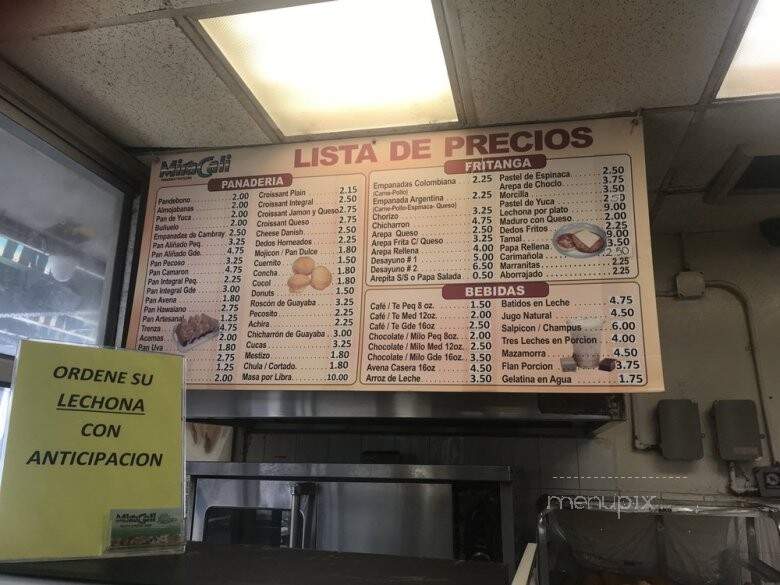 MiraCali
LISTA DE PRECIOS
PANADERIA
Pandebono 2.00
Almojabanas 2.00
Pan de Yuca 2.00
Buñuelo 2.00
Empanadas de Cambray 2.50
Pan Aliñado Peq. 3.25
Pan Aliñado Gde. 4.75
Pan Pecoso 3.25
Pan Camaron 4.75
Pan Integral Peq. 2.25
Pan Integral Gde 3.00
Pan Avena 1.80
Pan Hawaiano 2.75
Pan Artesanal 1.25
Trenza 4.75
Acemas 2.00
Pan Uva 1.80
2.75
1.25
2.00
Croissant Plain 2.15
Croissant Integral 2.50
Croissant Jamon y Queso 2.75
Croissant Queso 2.75
Cheese Danish 2.50
Dedos Horneados 2.25
Mojicon / Pan Dulce 1.80
Cuernito 1.50
Concha 1.80
Cocol 1.80
Donuts 1.50
Roscón de Guayaba 3.25
Pecosito 2.25
Achira 2.25
Chicharrón de Guayaba 3.00
Cucas 3.25
Mestizo 1.80
Chula / Cortado 1.80
Masa por Libra 10.00
FRITANGA
Empanadas Colombiana 2.25
(Carne-Pollo)
Empanada Argentina 2.25
(Carne-Pollo-Espinaca- Queso)
Chorizo 3.25
Chicharron 4.75
Arepa Queso 2.50
Arepa Frita C/ Queso 3.25
Arepa Rellena 4.00
Desayuno # 1 5.00
Desayuno # 2 6.50
Arepita S/S o Papa Salada 0.50
Pastel de Espinaca 2.50
Arepa de Choclo 3.75
Morcilla
Pastel de Yuca
Lechona por plato 9.00
Maduro con Queso 2.00
Dedos Fritos 2.25
Tamal 9.00
Papa Rellena 3.50
Carimañola 2.50
Marranitas 2.25
Aborrajado 2.25
BEBIDAS
Café / Te Peq 8 oz. 1.50
Café / Te Med 12oz 2.00
Café / Te Gde 16oz 2.50
Chocolate / Milo Peq 8oz. 2.00
Chocolate / Milo Med 12oz. 2.50
Chocolate / Milo Gde 16oz. 3.50
Avena Casera 16oz 4.50
Arroz de Leche 3.50
Batidos en Leche 4.75
Jugo Natural 4.50
Salpicon / Champus 6.00
Tres Leches en Porcion 4.00
Mazamorra 4.50
Flan Porcion 3.75
Gelatina en Agua 1.75
ORDENE SU
LECHONA
CON
ANTICIPACION
MiraCali
menupix